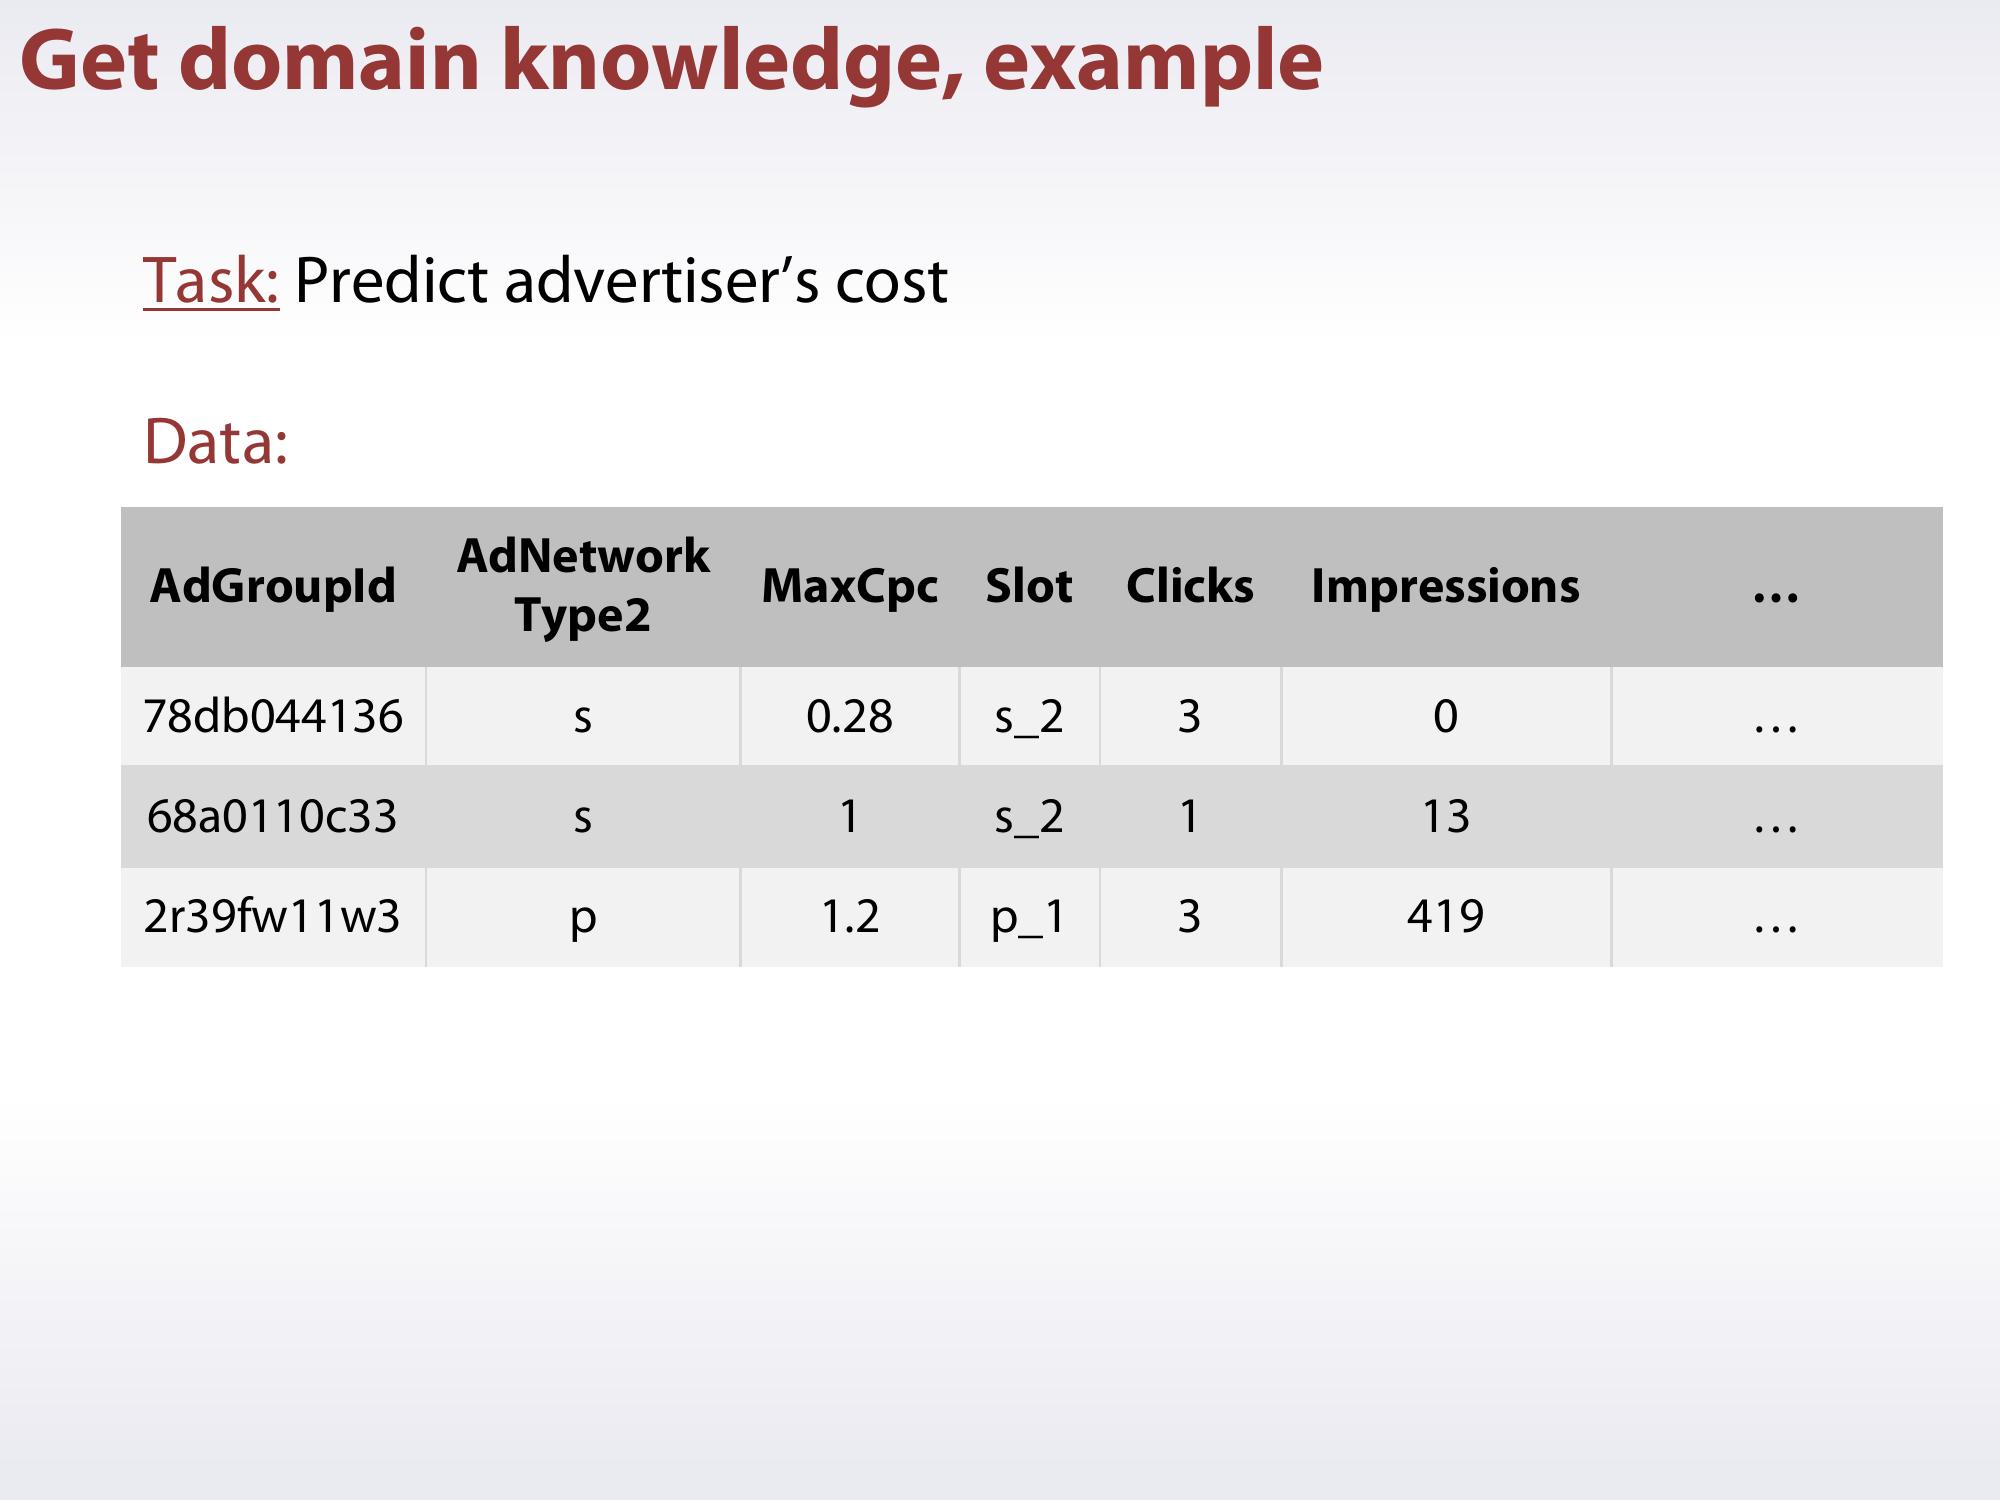 Get domain knowledge, example
Task: Predict advertiser’s cost
Data:
AdGroupId AdNetwork Type2 MaxCpc Slot Clicks Impressions …
78db044136 s 0.28 s_2 3 0 …
68a0110c33 s 1 s_2 1 13 …
2r39fw11w3 p 1.2 p_1 3 419 …